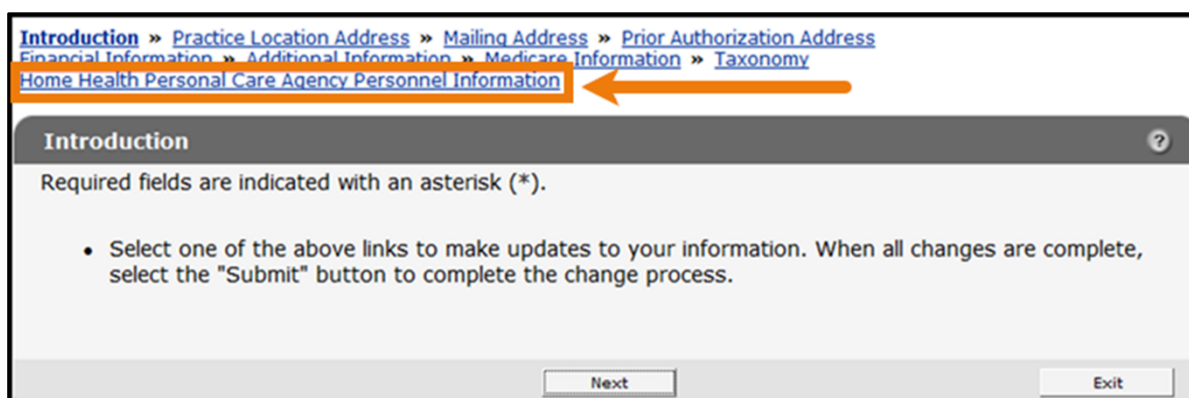 Introduction » Practice Location Address » Mailing Address » Prior Authorization Address
Financial Information » Additional Information » Medicare Information » Taxonomy
Home Health Personal Care Agency Personnel Information
Introduction
?
Required fields are indicated with an asterisk (*).
• Select one of the above links to make updates to your information. When all changes are complete,
select the "Submit" button to complete the change process.
Next Exit